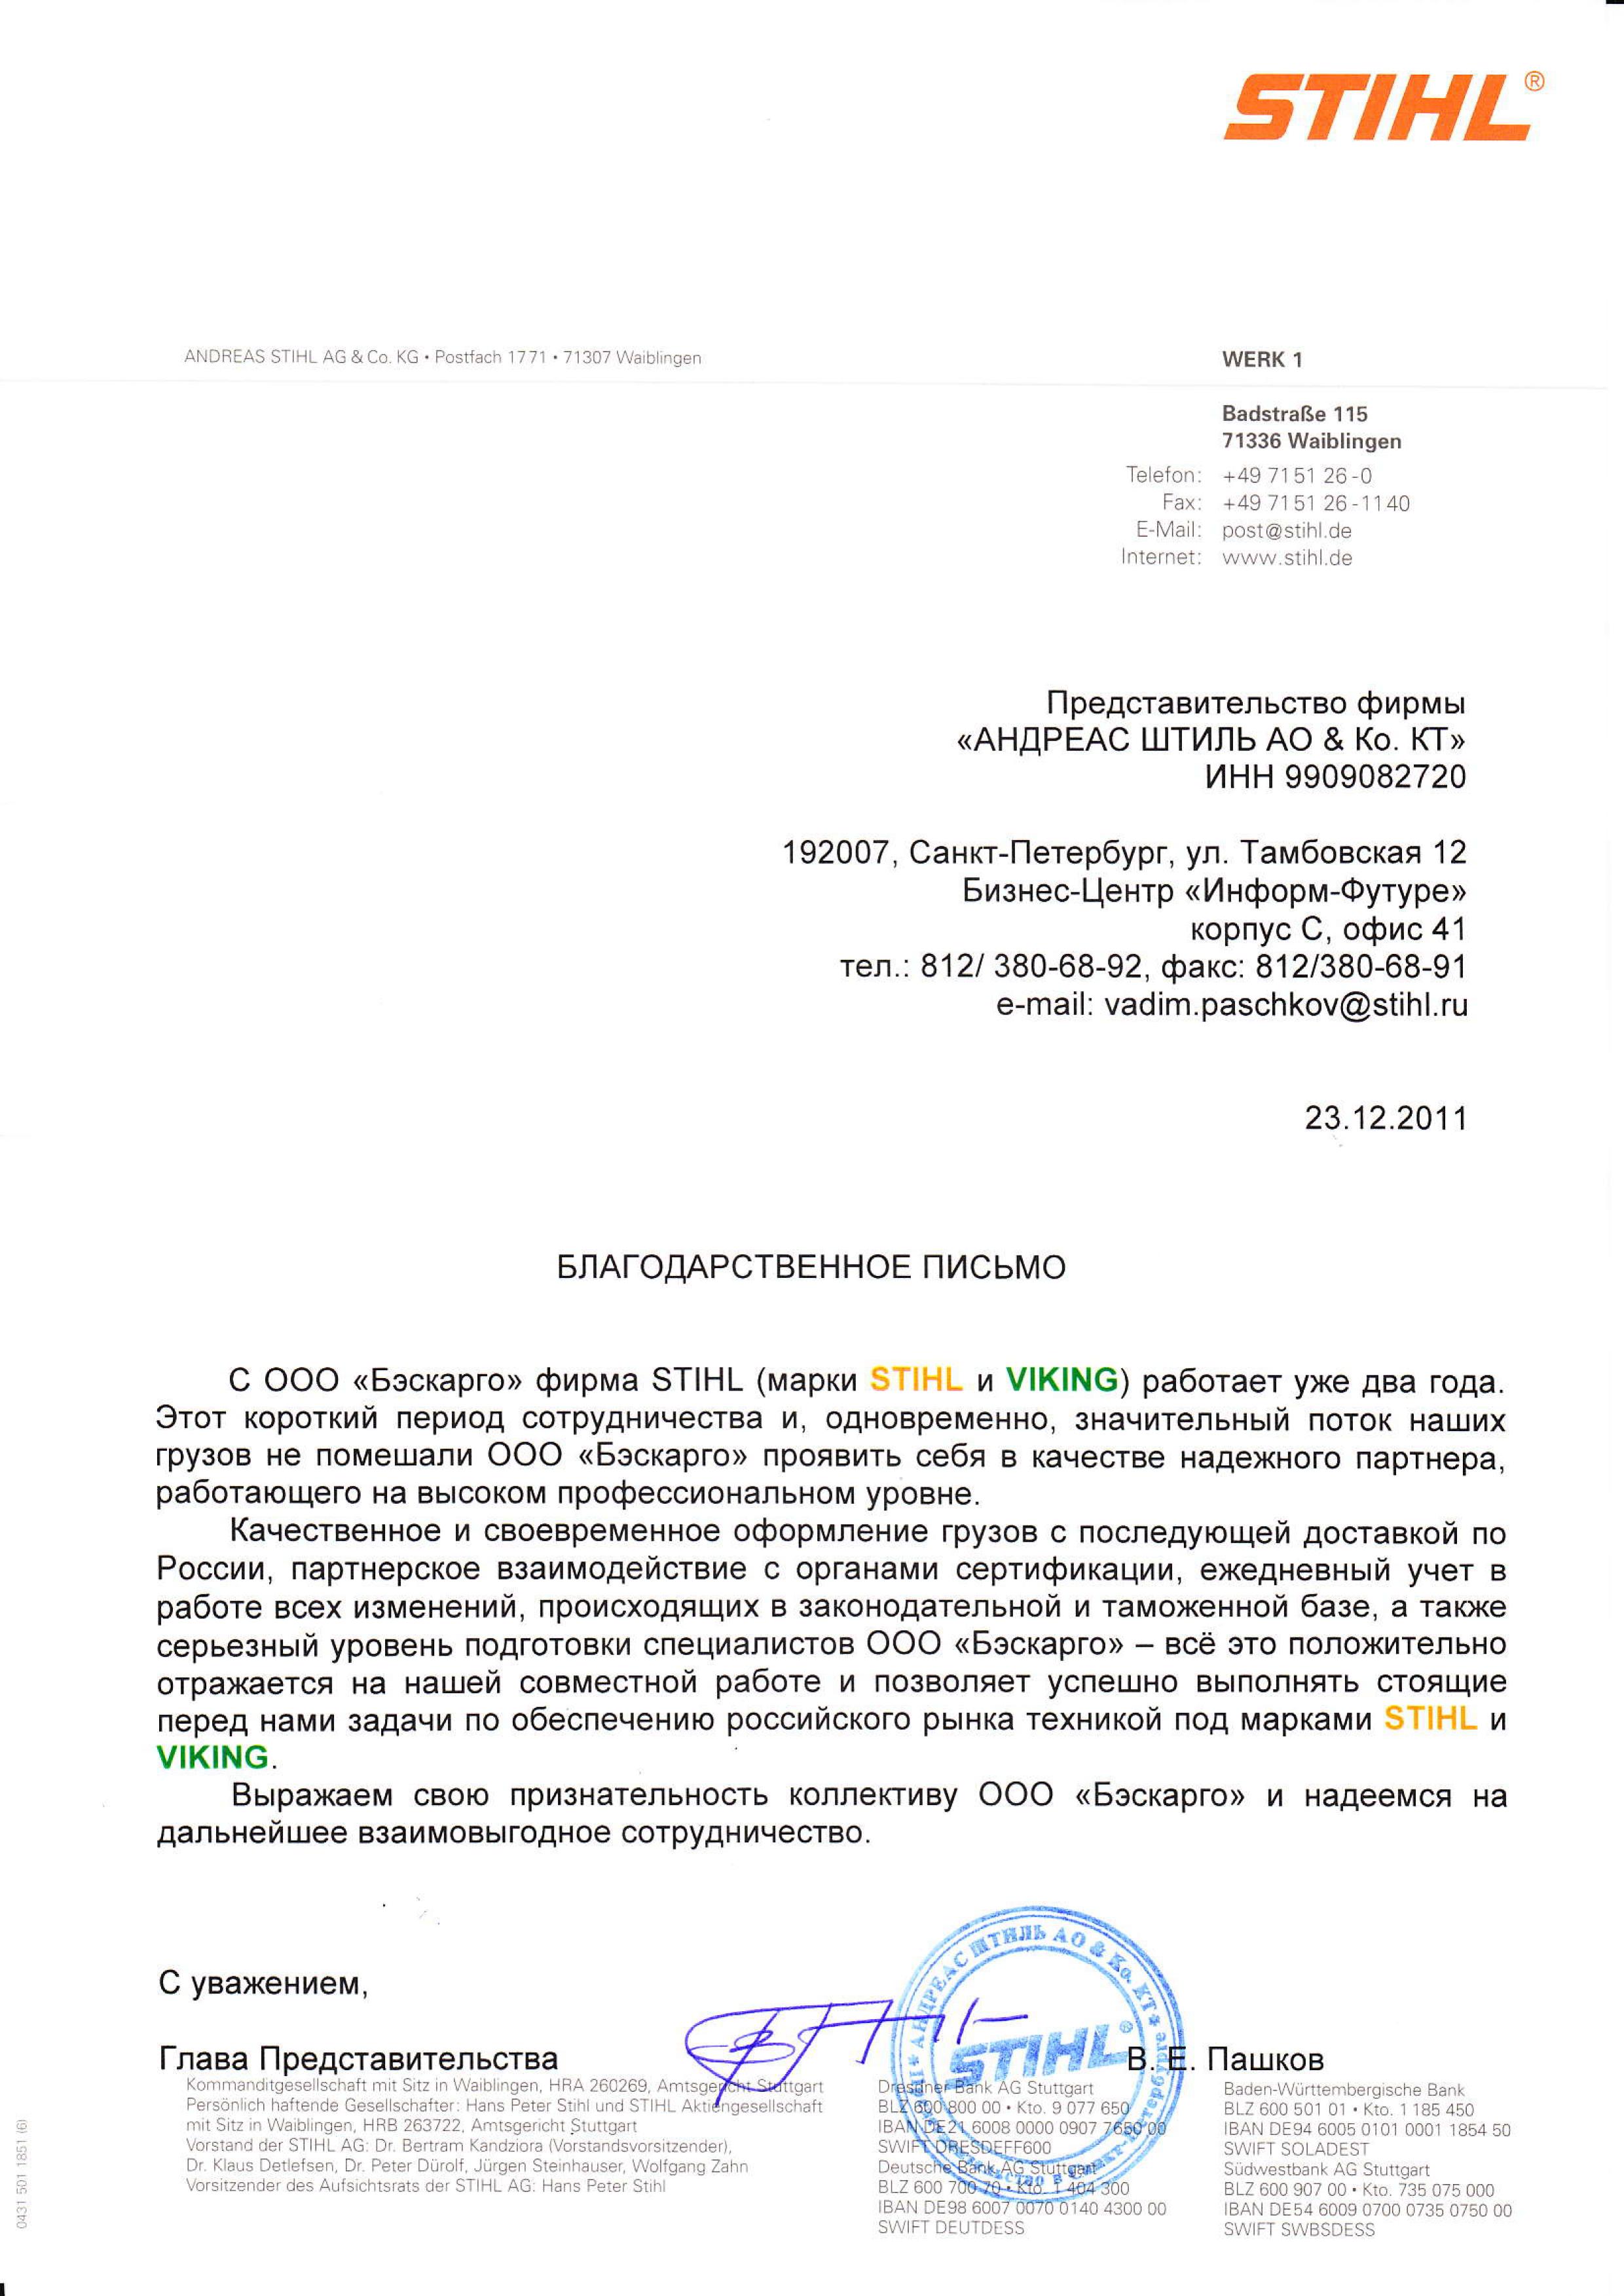 STIHL®
ANDREAS STIHL AG & Co. KG • Postfach 1771 • 71307 Waiblingen
WERK 1
Badstraße 115
71336 Waiblingen
Telefon: +49 7151 26-0
Fax: +49 7151 26-1140
E-Mail: post@stihl.de
Internet: www.stihl.de
Представительство фирмы
«АНДРЕАС ШТИЛЬ АО & Ко. КТ»
ИНН 9909082720
192007, Санкт-Петербург, ул. Тамбовская 12
Бизнес-Центр «Информ-Футуре»
корпус С, офис 41
тел.: 812/ 380-68-92, факс: 812/380-68-91
e-mail: vadim.paschkov@stihl.ru
23.12.2011
БЛАГОДАРСТВЕННОЕ ПИСЬМО
С ООО «Бэскарго» фирма STIHL (марки STIHL и VIKING) работает уже два года.
Этот короткий период сотрудничества и, одновременно, значительный поток наших
грузов не помешали ООО «Бэскарго» проявить себя в качестве надежного партнера,
работающего на высоком профессиональном уровне.
Качественное и своевременное оформление грузов с последующей доставкой по
России, партнерское взаимодействие с органами сертификации, ежедневный учет в
работе всех изменений, происходящих в законодательной и таможенной базе, а также
серьезный уровень подготовки специалистов ООО «Бэскарго» – всё это положительно
отражается на нашей совместной работе и позволяет успешно выполнять стоящие
перед нами задачи по обеспечению российского рынка техникой под марками STIHL и
VIKING.
Выражаем свою признательность коллективу ООО «Бэскарго» и надеемся на
дальнейшее взаимовыгодное сотрудничество.
С уважением,
Глава Представительства
В. Е. Пашков
АНДРЕАС ШТИЛЬ АО & Ко. КТ
STIHL®
Kommanditgesellschaft mit Sitz in Waiblingen, HRA 260269, Amtsgericht Stuttgart
Persönlich haftende Gesellschafter: Hans Peter Stihl und STIHL Aktiengesellschaft
mit Sitz in Waiblingen, HRB 263722, Amtsgericht Stuttgart
Vorstand der STIHL AG: Dr. Bertram Kandziora (Vorstandsvorsitzender),
Dr. Klaus Detlefsen, Dr. Peter Dürolf, Jürgen Steinhauser, Wolfgang Zahn
Vorsitzender des Aufsichtsrats der STIHL AG: Hans Peter Stihl
Dresdner Bank AG Stuttgart
BLZ 600 800 00 • Kto. 9 077 650
IBAN DE21 6008 0000 0907 7650 00
SWIFT DRESDEFF600
Deutsche Bank AG Stuttgart
BLZ 600 700 70 • Kto. 1 404 300
IBAN DE98 6007 0070 0140 4300 00
SWIFT DEUTDESS
Baden-Württembergische Bank
BLZ 600 501 01 • Kto. 1 185 450
IBAN DE94 6005 0101 0001 1854 50
SWIFT SOLADEST
Südwestbank AG Stuttgart
BLZ 600 907 00 • Kto. 735 075 000
IBAN DE54 6009 0700 0735 0750 00
SWIFT SWBSDESS
0431 501 1851 (6)